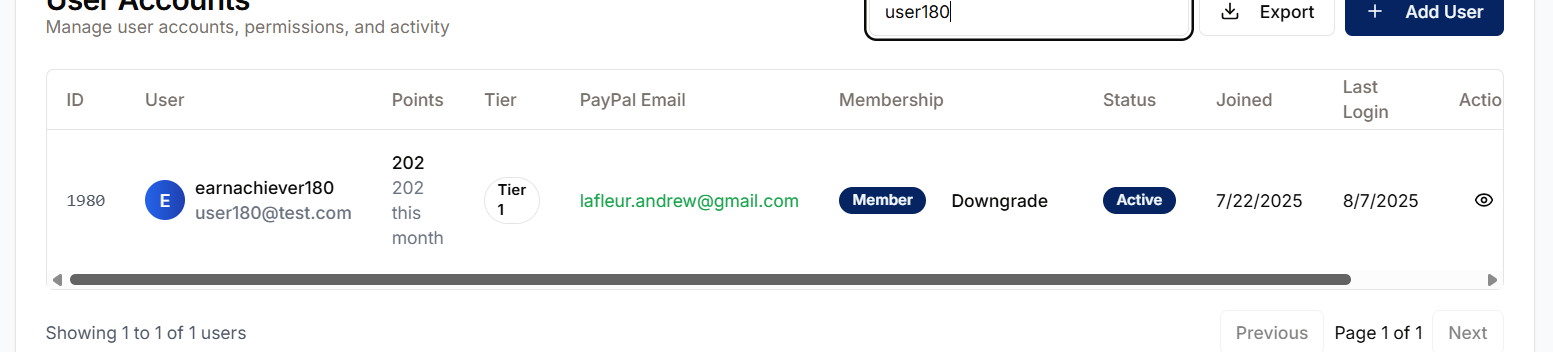 User Accounts
Manage user accounts, permissions, and activity
user180
Export
+ Add User
ID User Points Tier PayPal Email Membership Status Joined Last Login Actio
1980
E
earnachiever180
user180@test.com
202
202
this
month
Tier
1
lafleur.andrew@gmail.com
Member
Downgrade
Active
7/22/2025
8/7/2025
Showing 1 to 1 of 1 users
Previous Page 1 of 1 Next